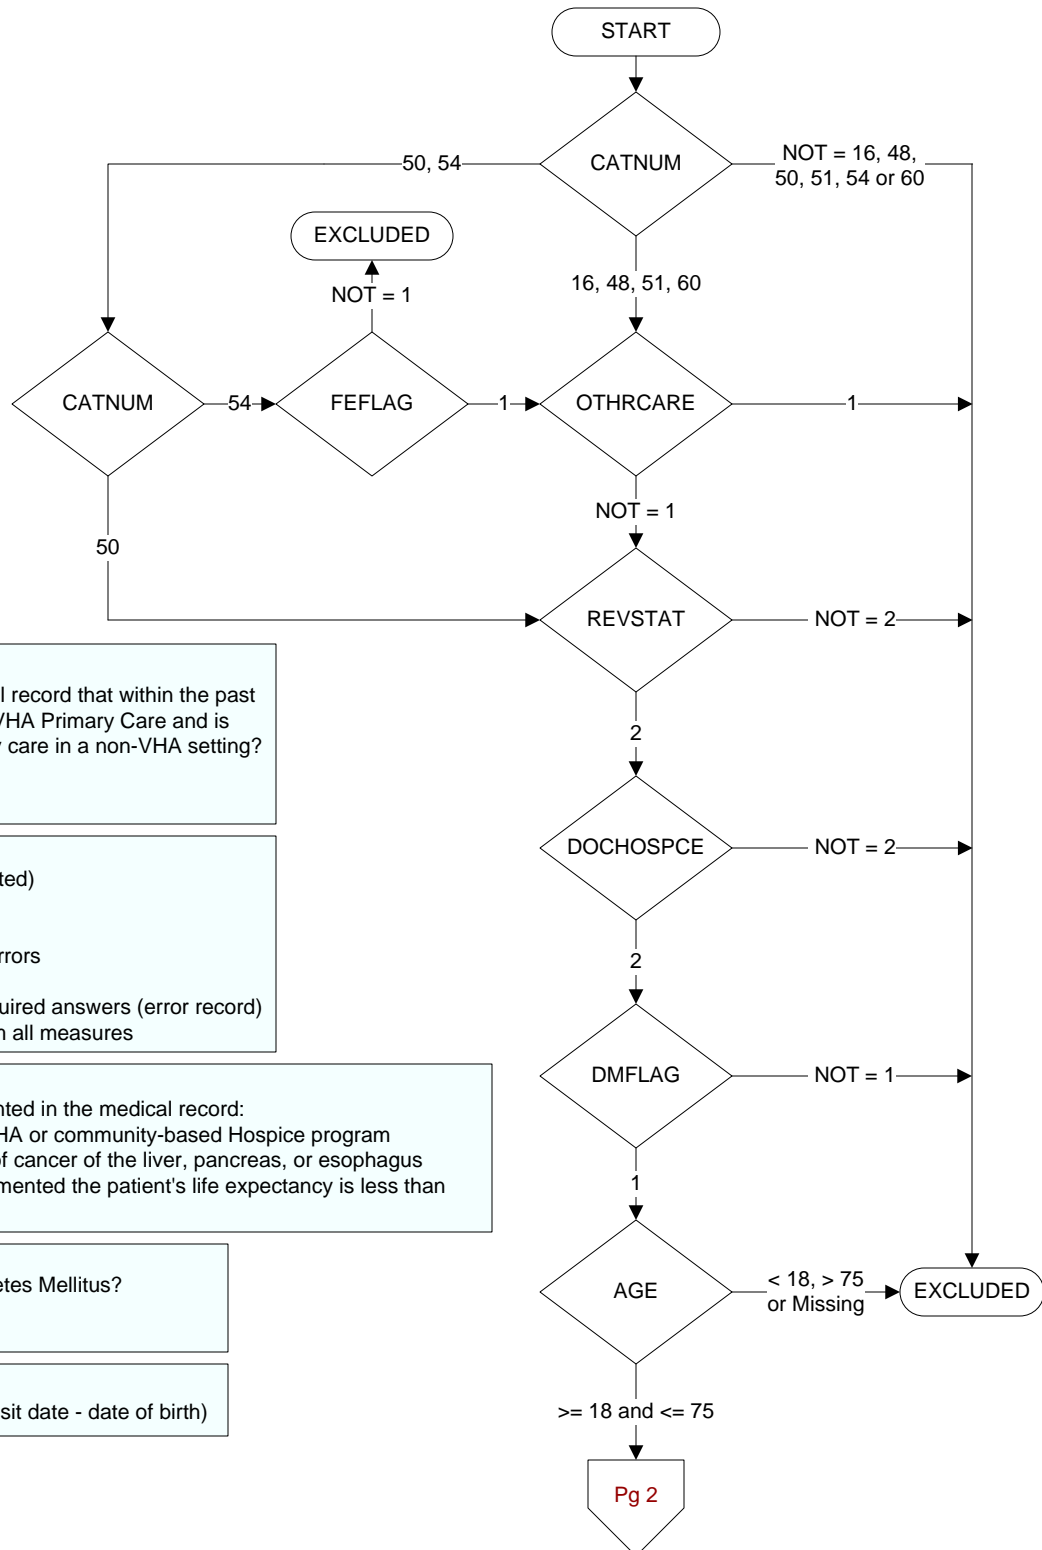 START
CATNUM
50, 54
NOT = 16, 48,
50, 51, 54 or 60
EXCLUDED
NOT = 1
16, 48, 51, 60
CATNUM
54
FEFLAG
1
OTHRCARE
1
NOT = 1
50
REVSTAT
NOT = 2
l record that within the past
VHA Primary Care and is
care in a non-VHA setting?
2
DOCHOSPCE
NOT = 2
ted)
rrors
uired answers (error record)
n all measures
2
DMFLAG
NOT = 1
nted in the medical record:
HA or community-based Hospice program
of cancer of the liver, pancreas, or esophagus
mented the patient's life expectancy is less than
1
AGE
< 18, > 75
or Missing
EXCLUDED
etes Mellitus?
sit date - date of birth)
>= 18 and <= 75
Pg 2